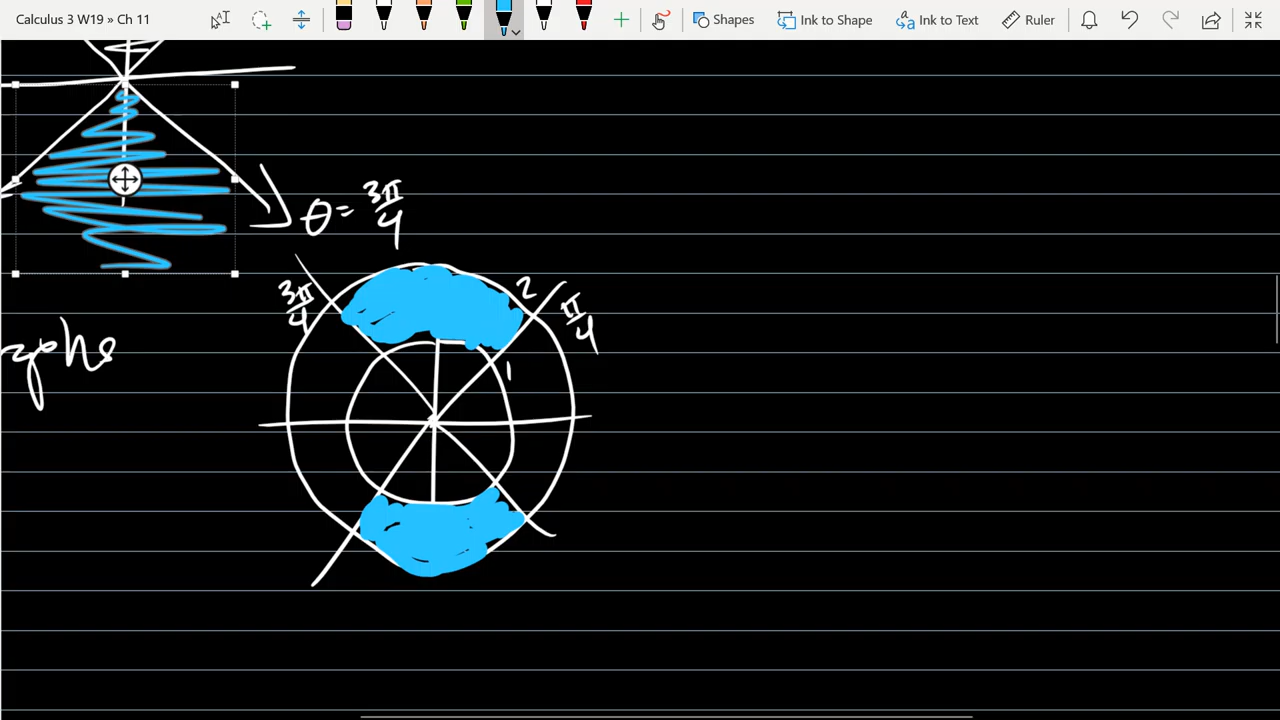 Calculus 3 W19 » Ch 11
Shapes
Ink to Shape
Ink to Text
Ruler
θ = 3π/4
3π/4
2
π/4
1